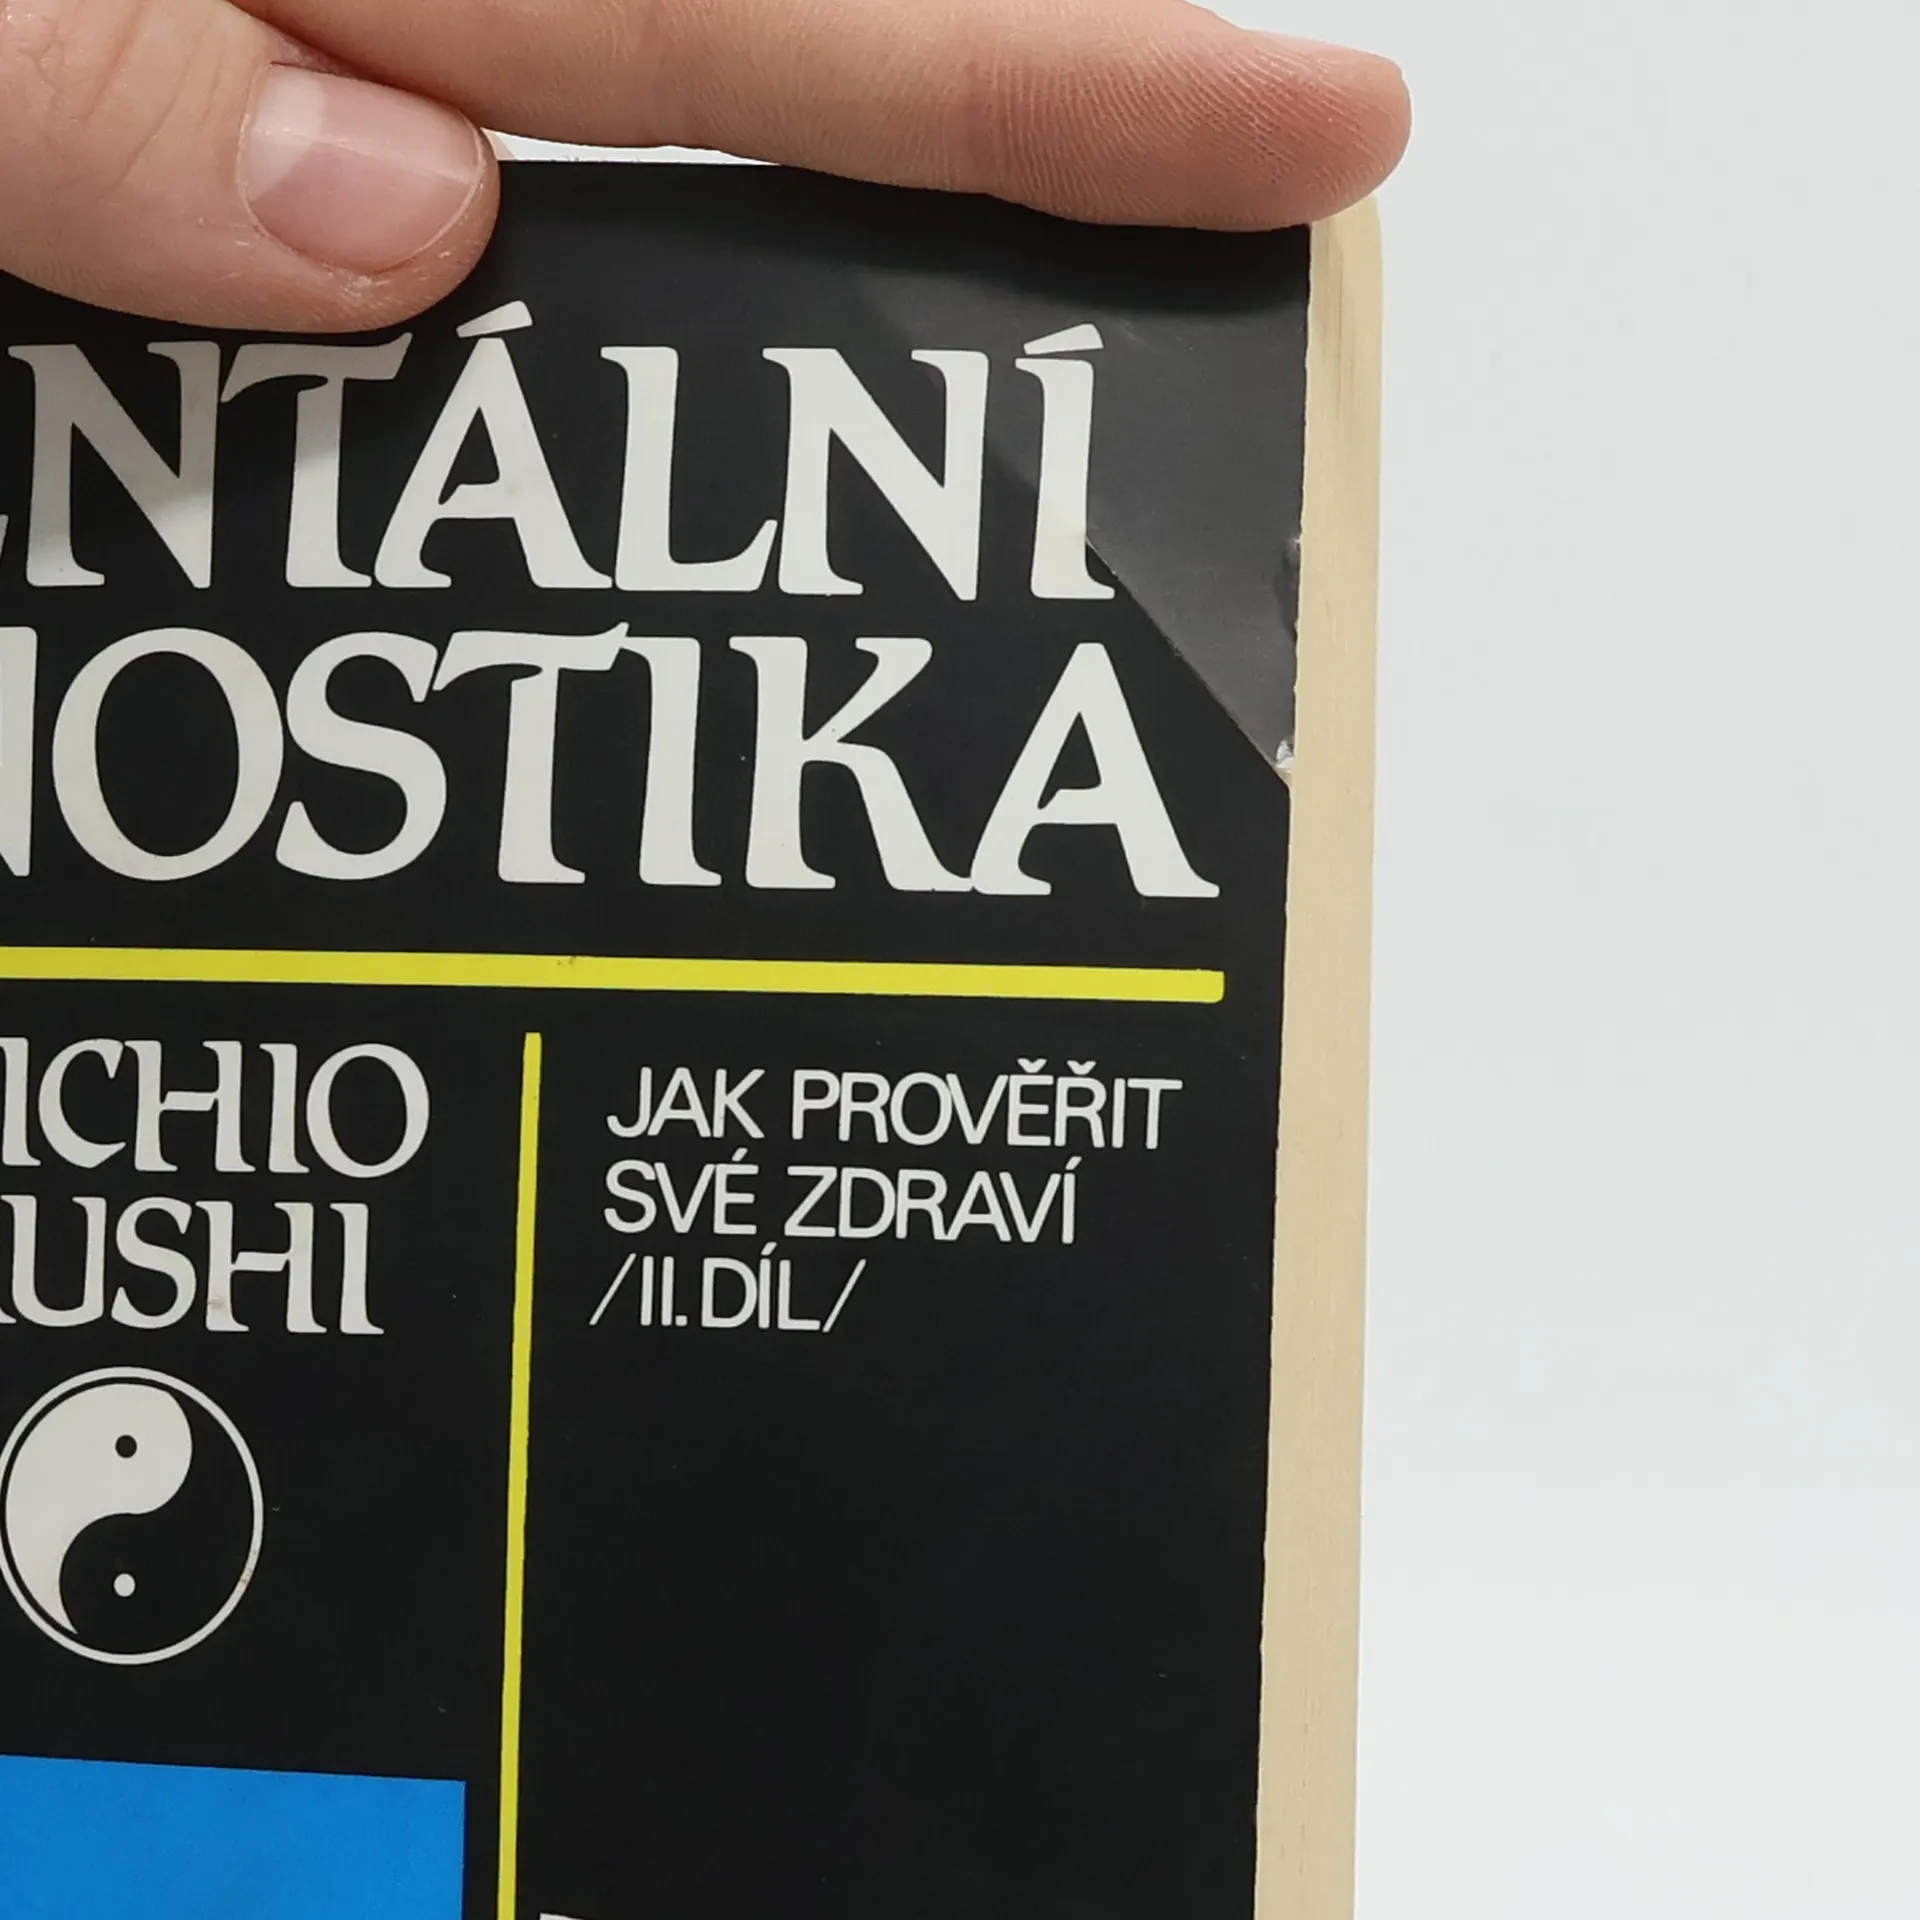 NTÁLNÍ
NOSTIKA
ICHIO
USHI
JAK PROVĚŘIT
SVÉ ZDRAVÍ
/II. DÍL/